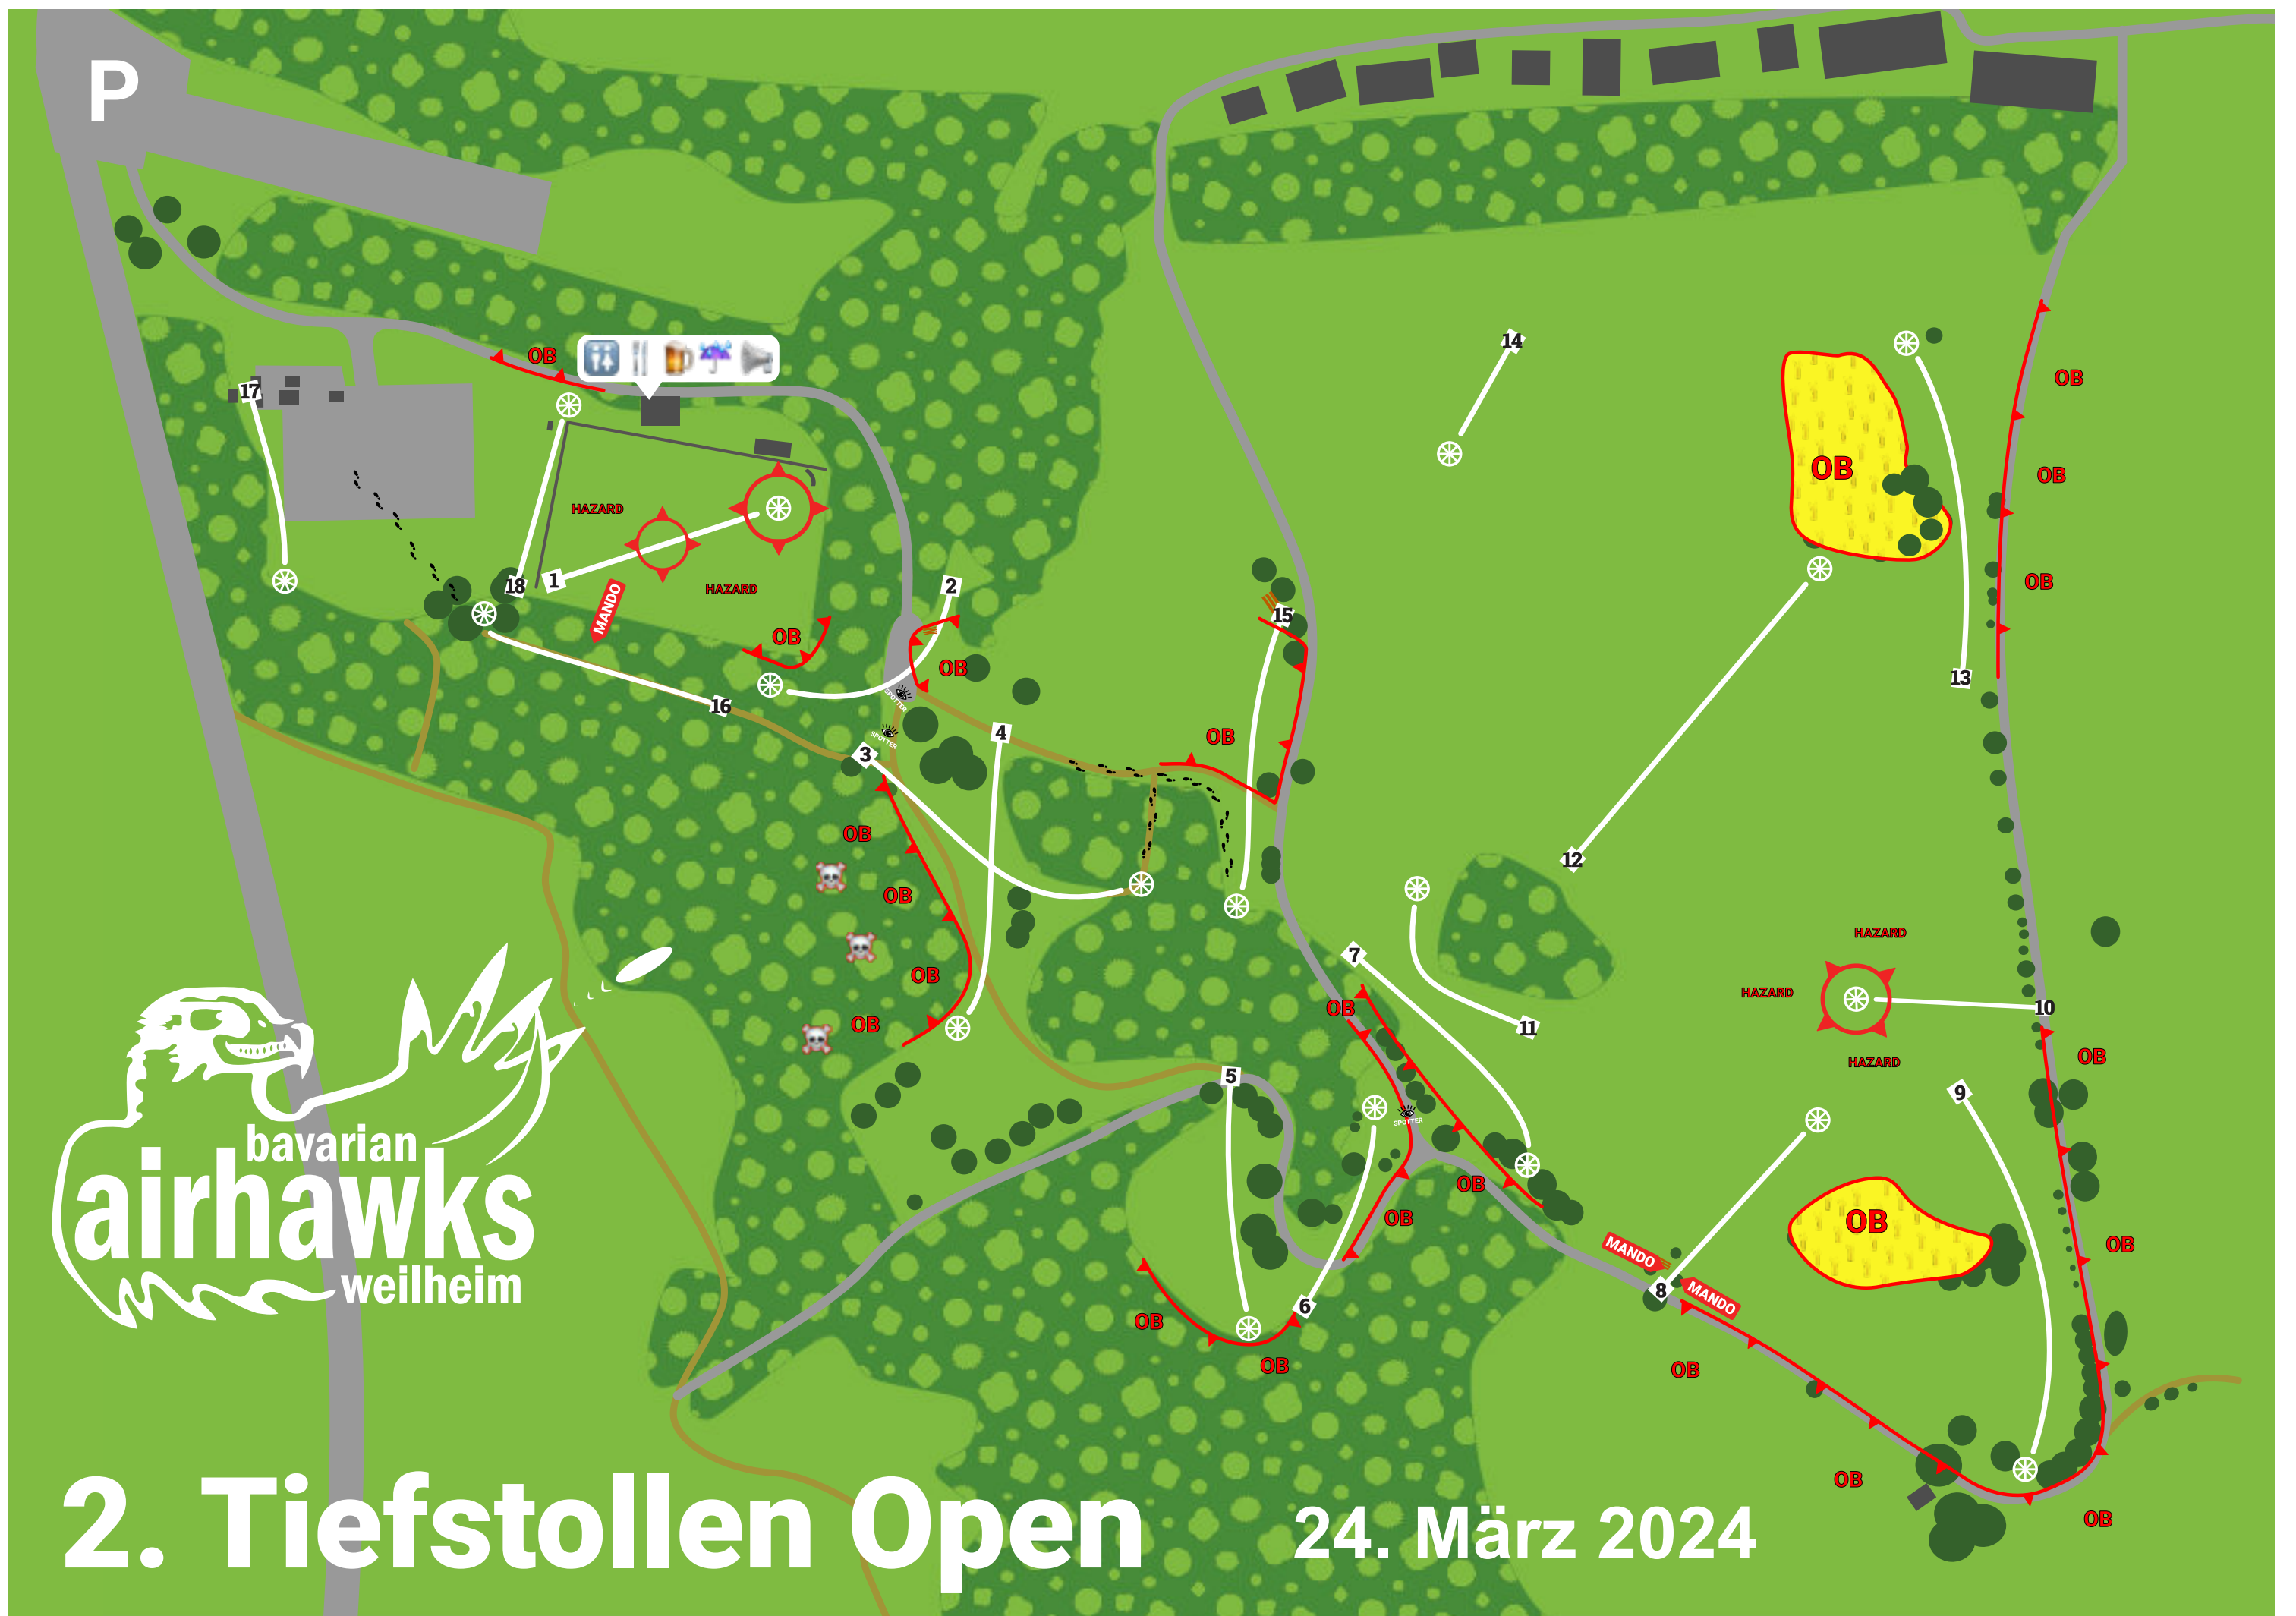 P
OB
17
14
OB
OB
OB
HAZARD
18
1
HAZARD
2
MANDO
OB
15
OB
OB
13
16
SPOTTER
SPOTTER
4
3
OB
OB
12
OB
HAZARD
7
OB
HAZARD
10
OB
OB
11
HAZARD
OB
5
9
SPOTTER
bavarian
airhawks
weilheim
OB
OB
OB
OB
MANDO
8
MANDO
6
OB
OB
OB
OB
OB
2. Tiefstollen Open
24. März 2024